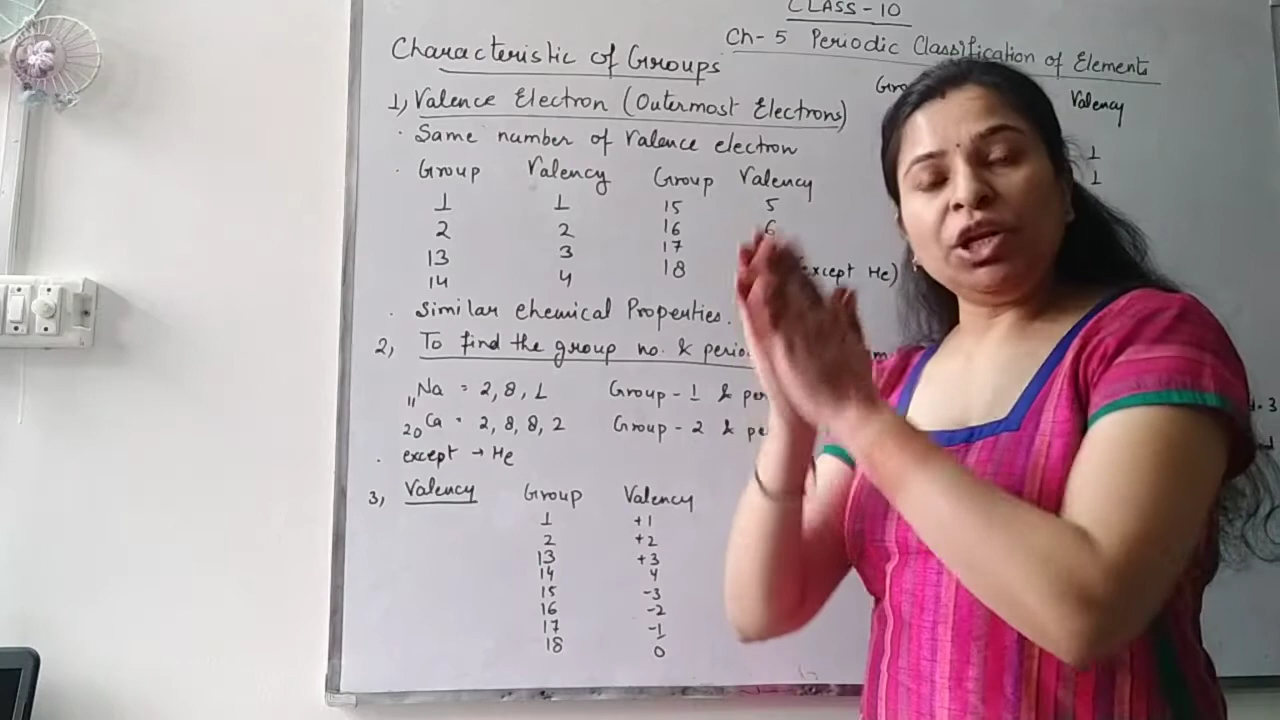 CLASS - 10
Ch- 5 Periodic Classification of Elements
Characteristic of Groups
Valency
1) Valence Electron (Outermost Electrons)
1
· Same number of Valence electron
1
· Group Valency Group Valency
1 1 15 5
2 2 16 6
13 3 17
14 4 18 (except He)
· Similar chemical Properties.
2) To find the group no. &
11Na = 2, 8, 1 Group - 1 &
20Ca = 2, 8, 8, 2 Group - 2 &
· except → He
3) Valency Group Valency
1 +1
2 +2
13 +3
14 4
15 -3
16 -2
17 -1
18 0